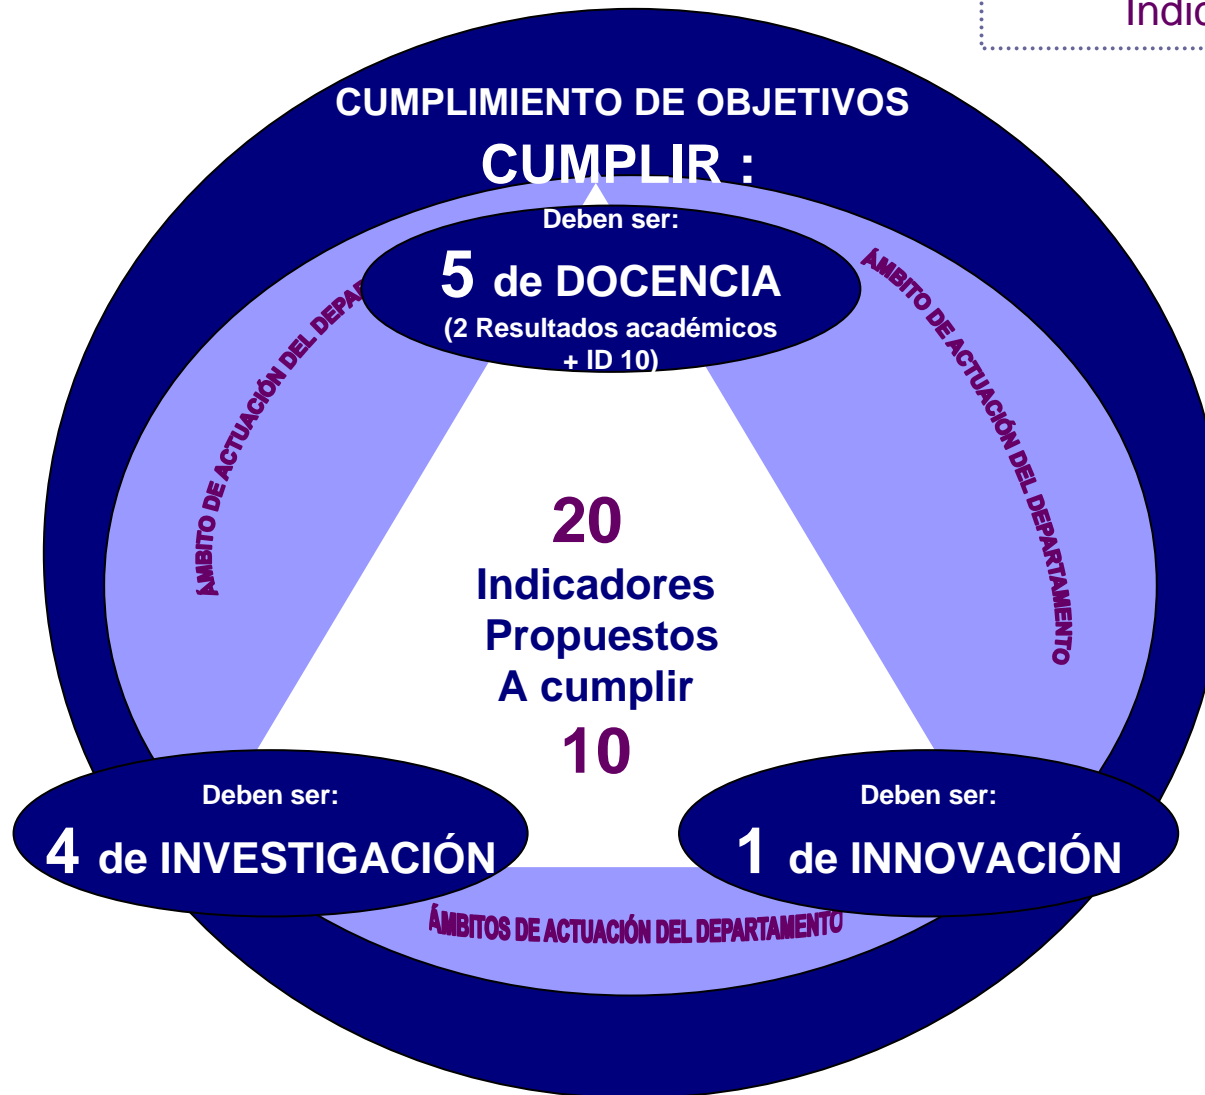 CUMPLIMIENTO DE OBJETIVOS
CUMPLIR :
Deben ser:
5 de DOCENCIA
(2 Resultados académicos
+ ID 10)
ÁMBITO DE ACTUACIÓN DEL
ÁMBITO DE ACTUACIÓN DEL DEPARTAMENTO
20
Indicadores
Propuestos
A cumplir
10
Deben ser:
4 de INVESTIGACIÓN
Deben ser:
1 de INNOVACIÓN
ÁMBITOS DE ACTUACIÓN DEL DEPARTAMENTO